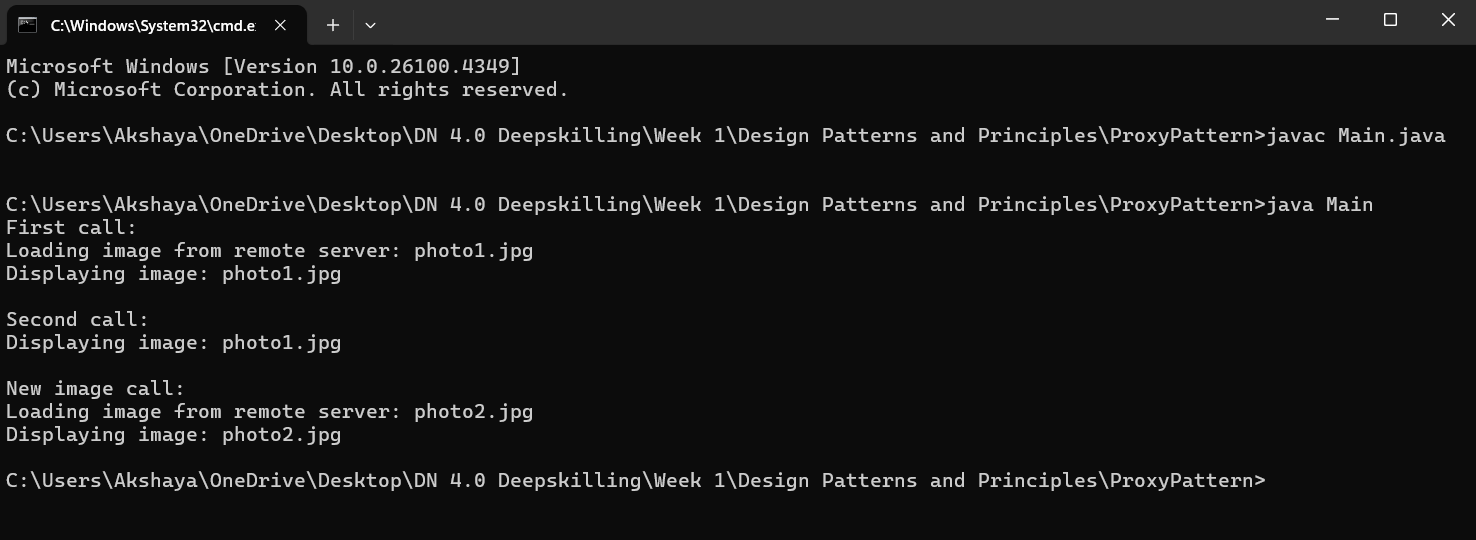 C:\Windows\System32\cmd.e
Microsoft Windows [Version 10.0.26100.4349]
(c) Microsoft Corporation. All rights reserved.
C:\Users\Akshaya\OneDrive\Desktop\DN 4.0 Deepskilling\Week 1\Design Patterns and Principles\ProxyPattern>javac Main.java
C:\Users\Akshaya\OneDrive\Desktop\DN 4.0 Deepskilling\Week 1\Design Patterns and Principles\ProxyPattern>java Main
First call:
Loading image from remote server: photo1.jpg
Displaying image: photo1.jpg
Second call:
Displaying image: photo1.jpg
New image call:
Loading image from remote server: photo2.jpg
Displaying image: photo2.jpg
C:\Users\Akshaya\OneDrive\Desktop\DN 4.0 Deepskilling\Week 1\Design Patterns and Principles\ProxyPattern>